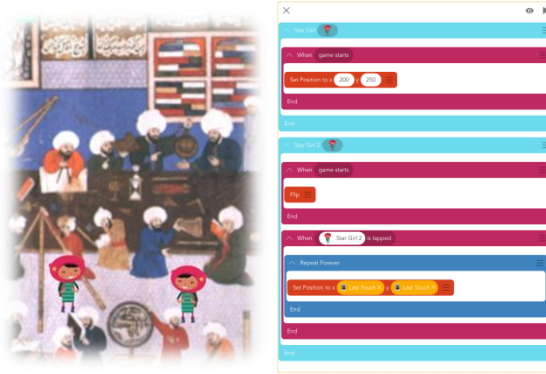 Star Girl
When game starts
Set Position to x 200 y 250
End
End
Star Girl 2
When game starts
Flip
End
When Star Girl 2 is tapped
Repeat Forever
Set Position to x Last Touch X y Last Touch Y
End
End
End